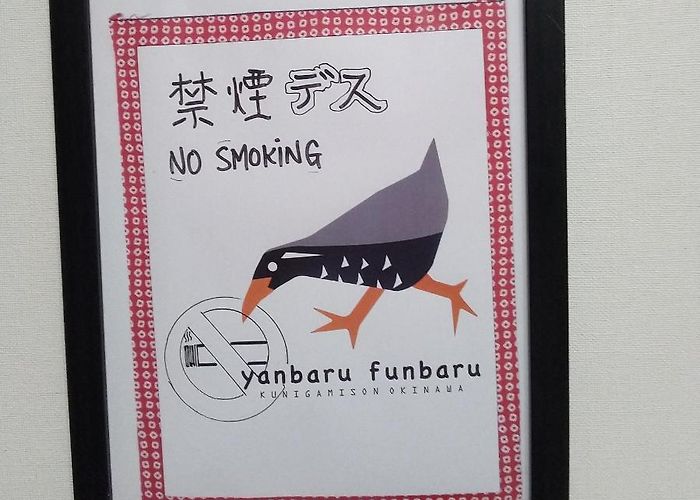 禁煙デス
NO SMOKING
yanbaru funbaru
KUNIGAMISON OKINAWA